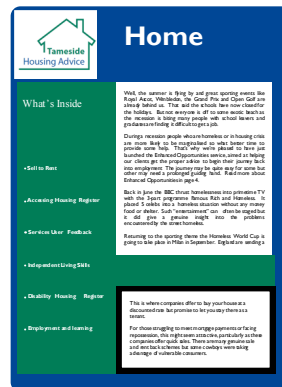 Tameside
Housing Advice
Home
What's Inside
• Sell to Rent
• Accessing Housing Register
• Services User Feedback
• Independent Living Skills
• Disability Housing Register
• Employment and learning
Well, the summer is flying by and great sporting events like
Royal Ascot, Wimbledon, the Grand Prix and Open Golf are
already behind us. That said the schools have now closed for
the holidays. But not everyone is off to some exotic beach as
the recession is biting many people with school leavers and
graduates are finding it difficult to get a job.
During a recession people who are homeless or in housing crisis
are more likely to be marginalised so what better time to
provide some help. That's why we're pleased to have just
launched the Enhanced Opportunities service, aimed at helping
our clients get the proper advice to begin their journey back
into employment. The journey may be quite easy for some but
other may need a prolonged guiding hand. Read more about
Enhanced Opportunities in page 4.
Back in June the BBC thrust homelessness into primetime TV
with the 3-part programme Famous Rich and Homeless. It
placed 5 celebs into a homeless situation without any money
food or shelter. Such "entertainment" can often be staged but
it did give a genuine insight into the problems
encountered by the street homeless.
Returning to the sporting theme the Homeless World Cup is
going to take place in Milan in September. England are sending a
This is where companies offer to buy your house at a
discounted rate but promise to let you stay there as a
tenant.
For those struggling to meet mortgage payments or facing
repossession, this might seem attractive, particularly as these
companies offer quick sales. There are many genuine sale
and rent back schemes but some cowboys were taking
advantage of vulnerable consumers.